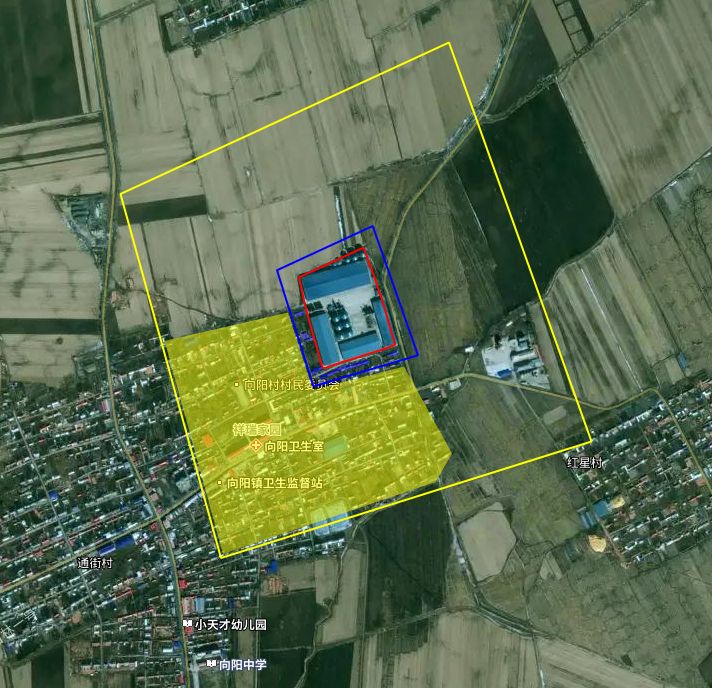 向阳村村民委员会
祥瑞家园
向阳卫生室
向阳镇卫生监督站
红星村
通街村
小天才幼儿园
向阳中学